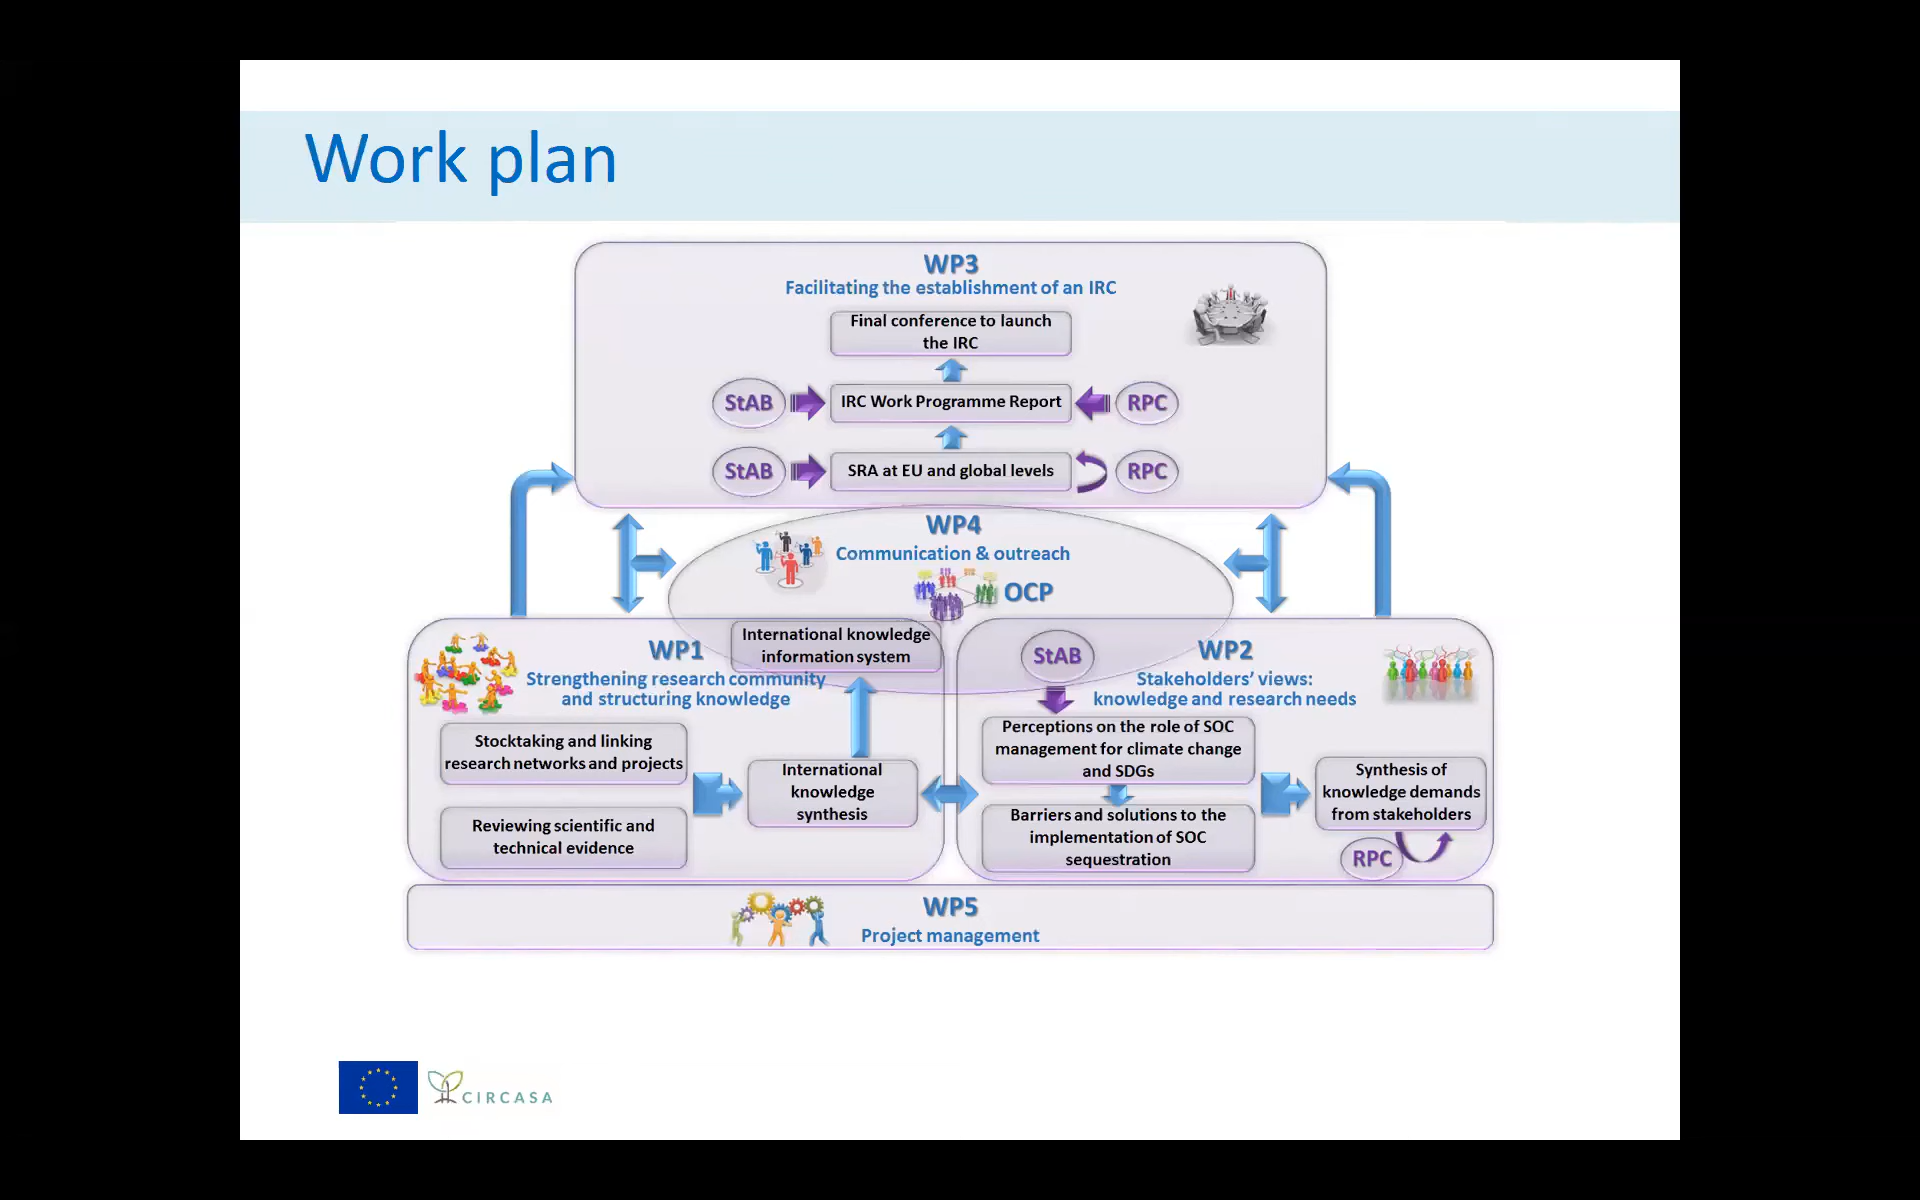 Work plan
WP3
Facilitating the establishment of an IRC
Final conference to launch
the IRC
StAB
IRC Work Programme Report
RPC
StAB
SRA at EU and global levels
RPC
WP4
Communication & outreach
OCP
WP1
International knowledge
information system
Strengthening research community
and structuring knowledge
Stocktaking and linking
research networks and projects
Reviewing scientific and
technical evidence
International
knowledge
synthesis
StAB
WP2
Stakeholders' views:
knowledge and research needs
Perceptions on the role of SOC
management for climate change
and SDGs
Barriers and solutions to the
implementation of SOC
sequestration
Synthesis of
knowledge demands
from stakeholders
RPC
WP5
Project management
CIRCASA